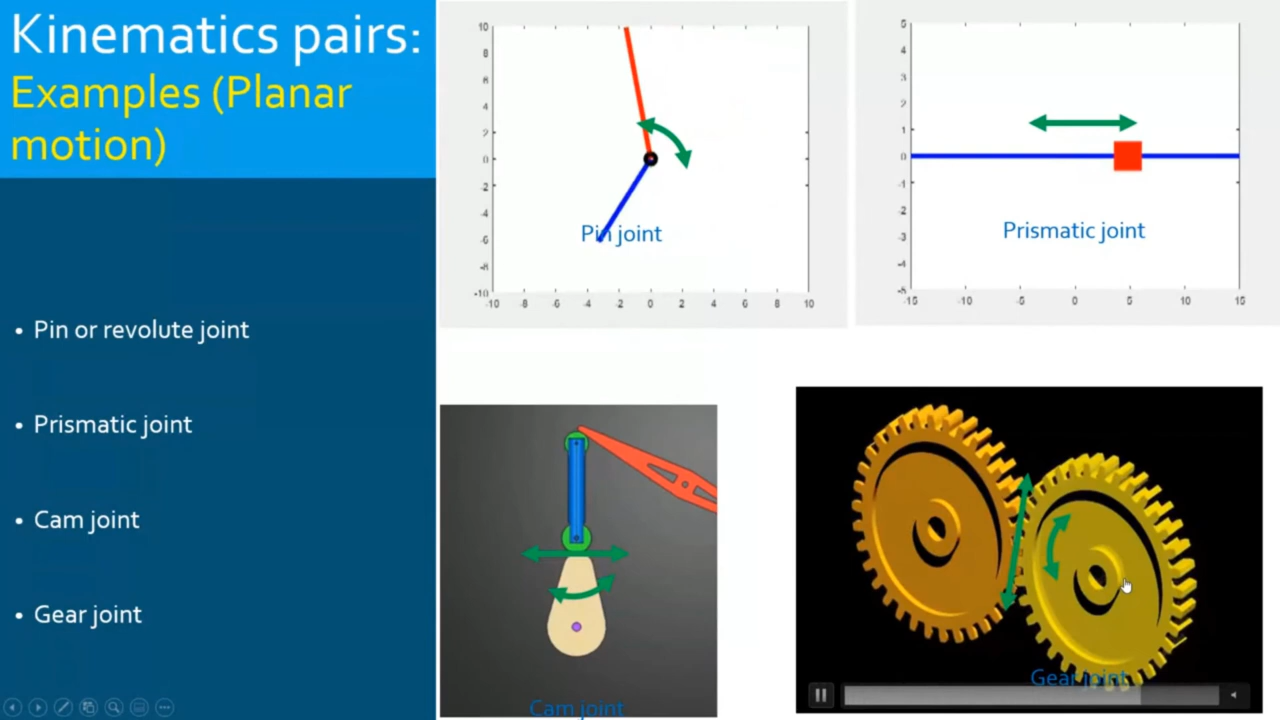 Kinematics pairs:
Examples (Planar
motion)
• Pin or revolute joint
• Prismatic joint
• Cam joint
• Gear joint
10
8
6
4
2
0
-2
-4
-6
-8
-10
-10 -8 -6 -4 -2 0 2 4 6 8 10
Pin joint
5
4
3
2
1
0
-1
-2
-3
-4
-5
-15 -10 -5 0 5 10 15
Prismatic joint
Cam joint
Gear joint